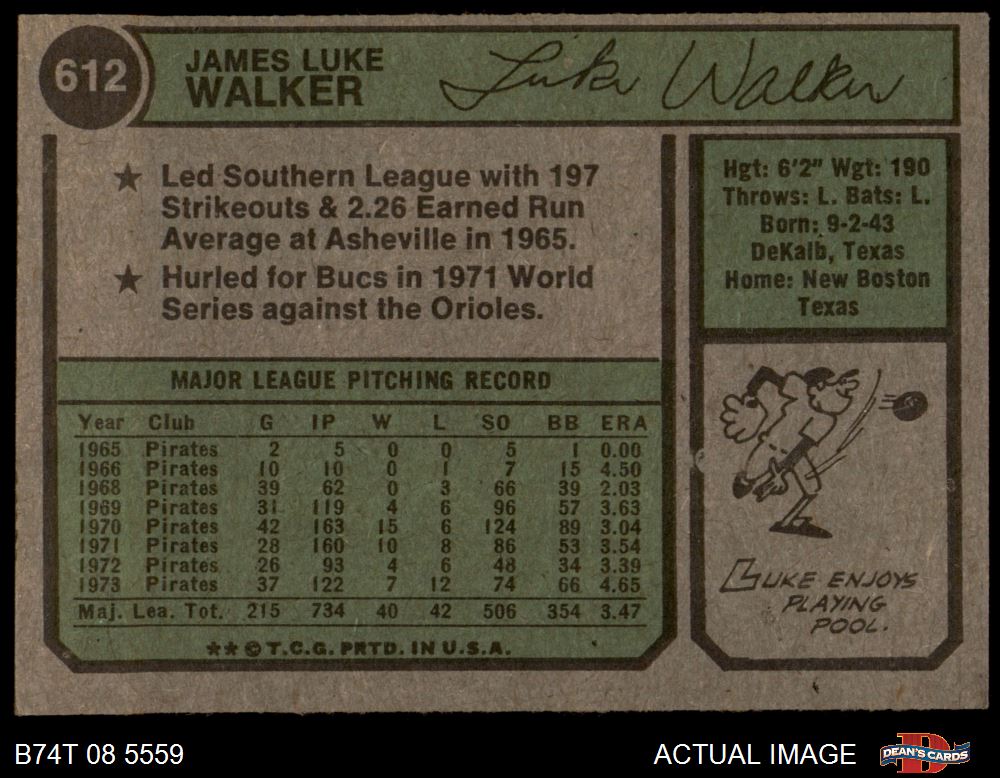 612
JAMES LUKE
WALKER
Luke Walker
★ Led Southern League with 197
Strikeouts & 2.26 Earned Run
Average at Asheville in 1965.
★ Hurled for Bucs in 1971 World
Series against the Orioles.
Hgt: 6'2" Wgt: 190
Throws: L. Bats: L.
Born: 9-2-43
DeKalb, Texas
Home: New Boston
Texas
MAJOR LEAGUE PITCHING RECORD
Year Club G IP W L SO BB ERA
1965 Pirates 2 5 0 0 5 1 0.00
1966 Pirates 10 10 0 1 7 15 4.50
1968 Pirates 39 62 0 3 66 39 2.03
1969 Pirates 31 119 4 6 96 57 3.63
1970 Pirates 42 163 15 6 124 89 3.04
1971 Pirates 28 160 10 8 86 53 3.54
1972 Pirates 26 93 4 6 48 34 3.39
1973 Pirates 37 122 7 12 74 66 4.65
Maj. Lea. Tot. 215 734 40 42 506 354 3.47
★★ © T.C.G. PRTD. IN U.S.A.
LUKE ENJOYS
PLAYING
POOL.
B74T 08 5559
ACTUAL IMAGE
DEAN'S CARDS